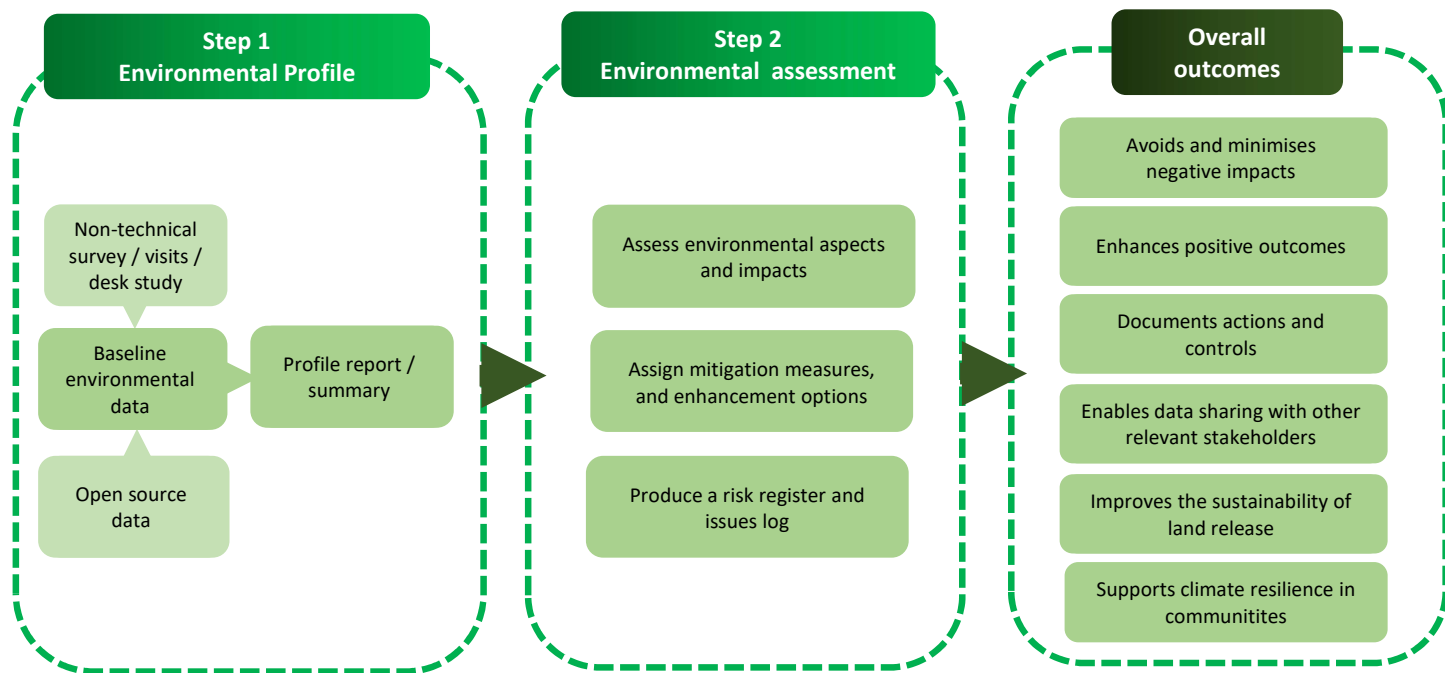 Step 1
Environmental Profile
Non-technical
survey / visits /
desk study
Baseline
environmental
data
Profile report /
summary
Open source
data
Step 2
Environmental assessment
Assess environmental aspects
and impacts
Assign mitigation measures,
and enhancement options
Produce a risk register and
issues log
Overall
outcomes
Avoids and minimises
negative impacts
Enhances positive outcomes
Documents actions and
controls
Enables data sharing with other
relevant stakeholders
Improves the sustainability of
land release
Supports climate resilience in
communitites